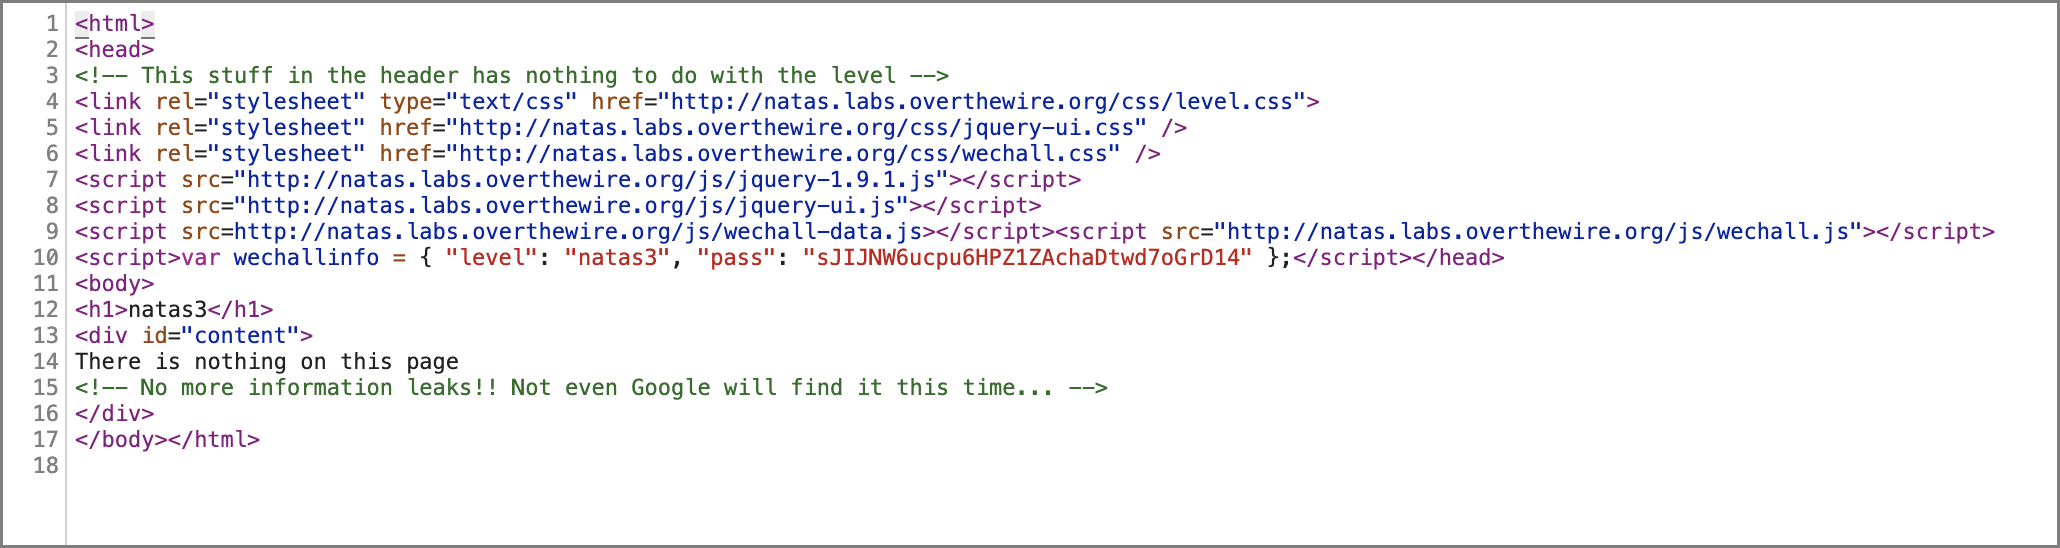 1 <html>
2 <head>
3 <!-- This stuff in the header has nothing to do with the level -->
4 <link rel="stylesheet" type="text/css" href="http://natas.labs.overthewire.org/css/level.css">
5 <link rel="stylesheet" href="http://natas.labs.overthewire.org/css/jquery-ui.css" />
6 <link rel="stylesheet" href="http://natas.labs.overthewire.org/css/wechall.css" />
7 <script src="http://natas.labs.overthewire.org/js/jquery-1.9.1.js"></script>
8 <script src="http://natas.labs.overthewire.org/js/jquery-ui.js"></script>
9 <script src=http://natas.labs.overthewire.org/js/wechall-data.js></script><script src="http://natas.labs.overthewire.org/js/wechall.js"></script>
10 <script>var wechallinfo = { "level": "natas3", "pass": "sJIJNW6ucpu6HPZ1ZAchaDtwd7oGrD14" };</script></head>
11 <body>
12 <h1>natas3</h1>
13 <div id="content">
14 There is nothing on this page
15 <!-- No more information leaks!! Not even Google will find it this time... -->
16 </div>
17 </body></html>
18